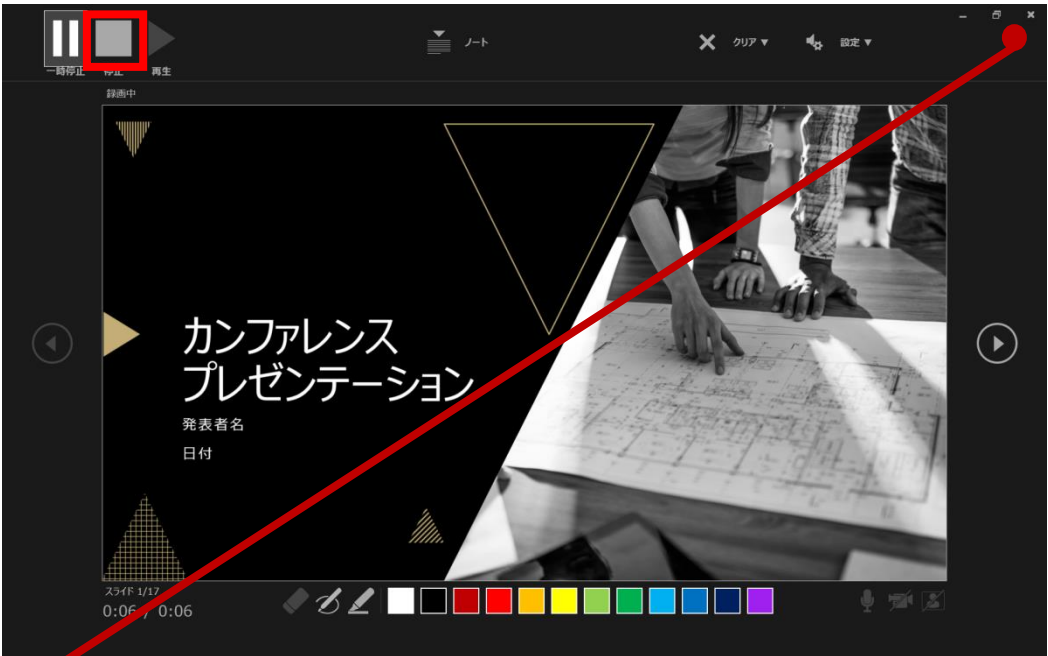 ノート
クリア ▼
設定 ▼
一時停止
停止
再生
録画中
カンファレンス
プレゼンテーション
発表者名
日付
スライド 1/17
0:06 / 0:06